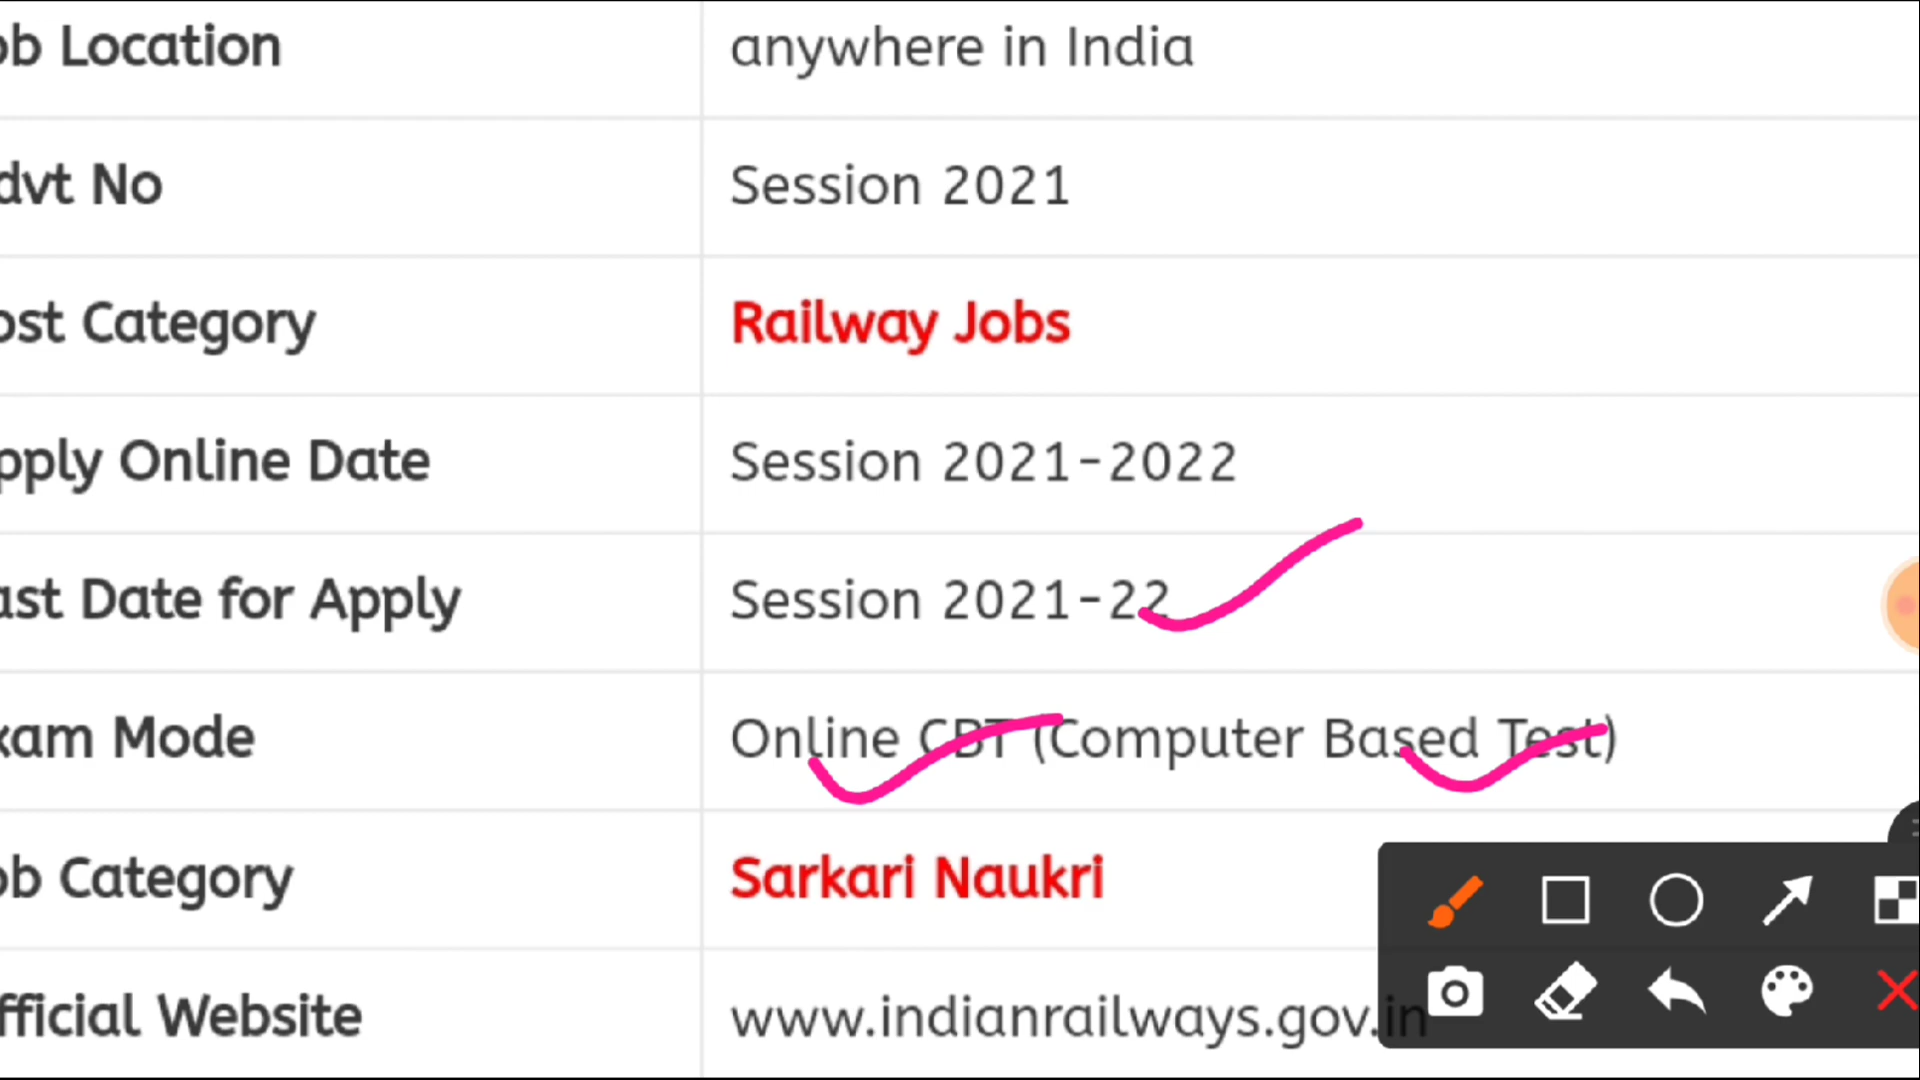 ob Location anywhere in India
dvt No Session 2021
ost Category Railway Jobs
pply Online Date Session 2021-2022
ast Date for Apply Session 2021-22
xam Mode Online CBT (Computer Based Test)
ob Category Sarkari Naukri
fficial Website www.indianrailways.gov.in